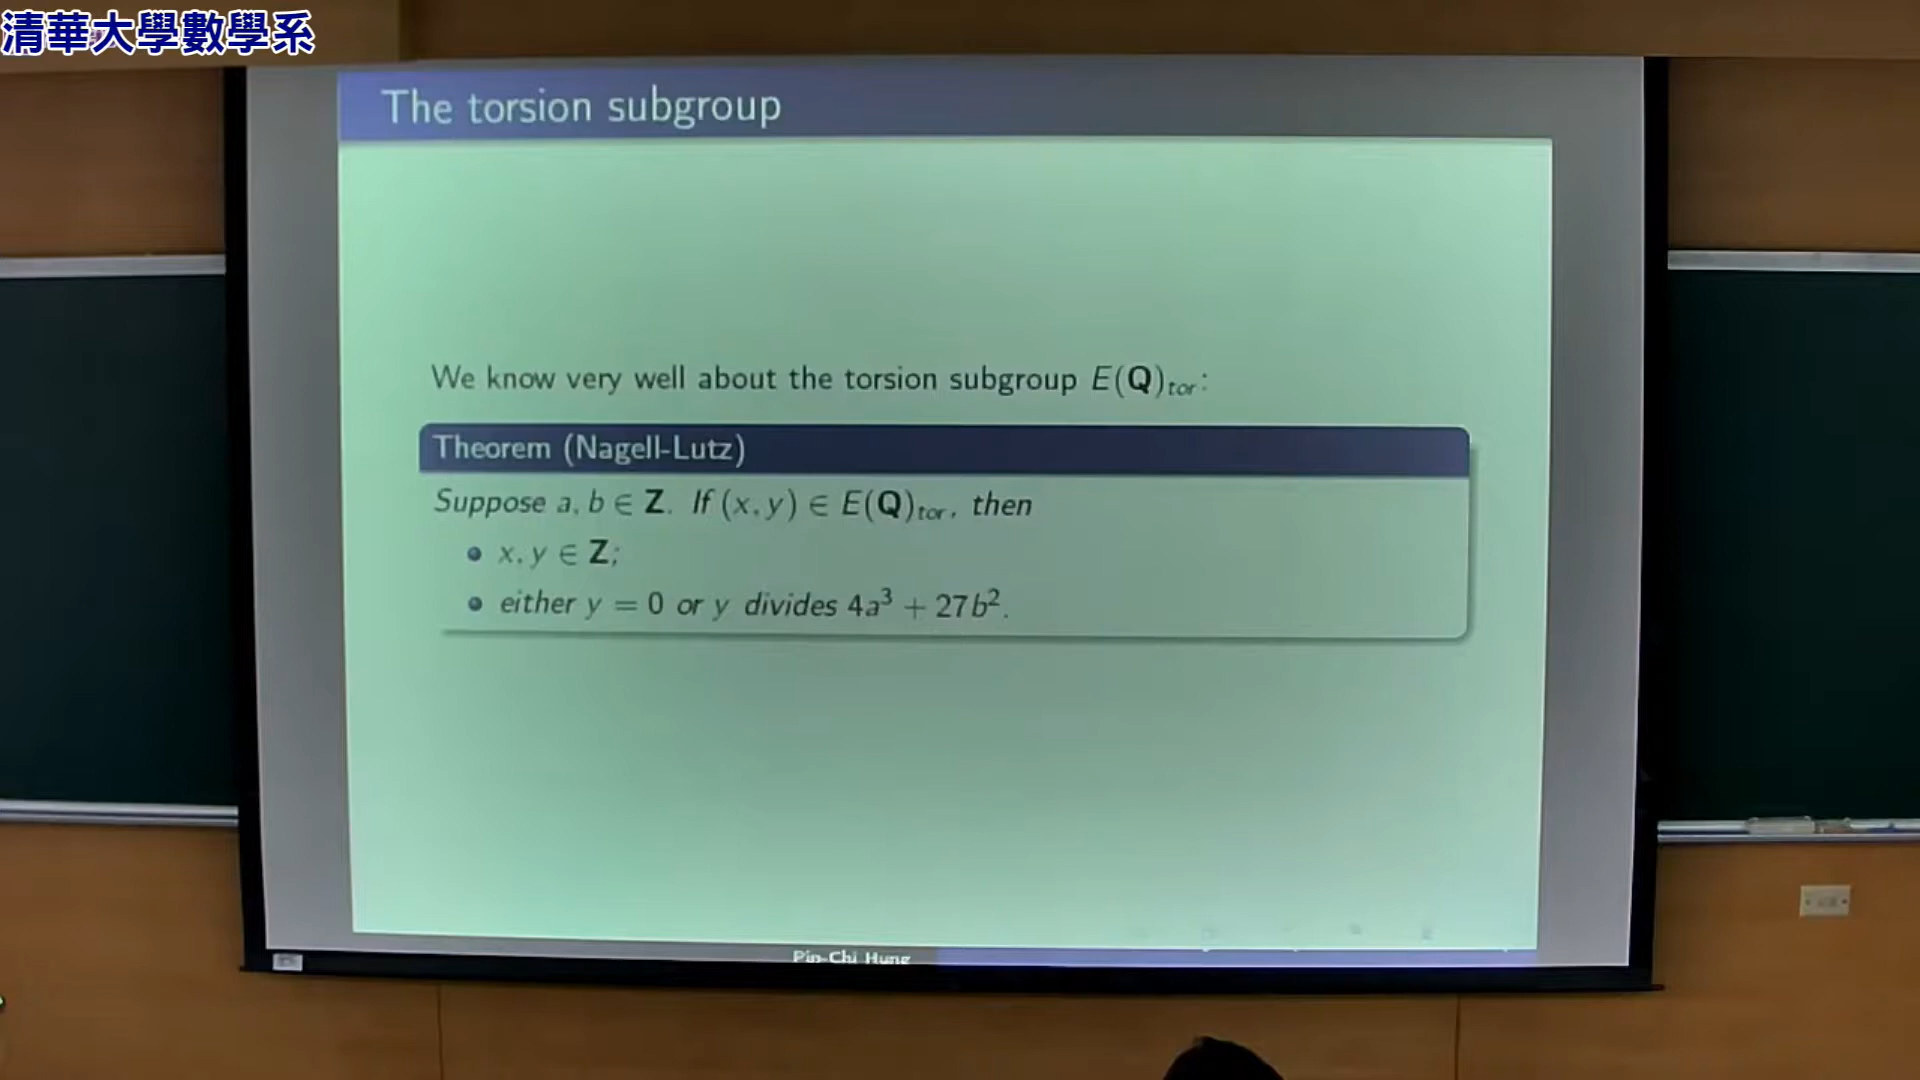 清華大學數學系
The torsion subgroup
We know very well about the torsion subgroup E(Q)tor:
Theorem (Nagell-Lutz)
Suppose a, b ∈ Z. If (x, y) ∈ E(Q)tor, then
• x, y ∈ Z;
• either y = 0 or y divides 4a³ + 27b².
Pin-Chi Hung